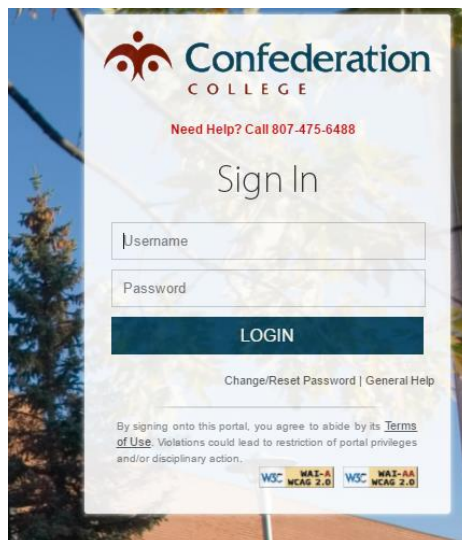 Confederation
COLLEGE
Need Help? Call 807-475-6488
Sign In
Username
Password
LOGIN
Change/Reset Password | General Help
By signing onto this portal, you agree to abide by its Terms
of Use. Violations could lead to restriction of portal privileges
and/or disciplinary action.
W3C WAI-A WCAG 2.0 W3C WAI-AA WCAG 2.0